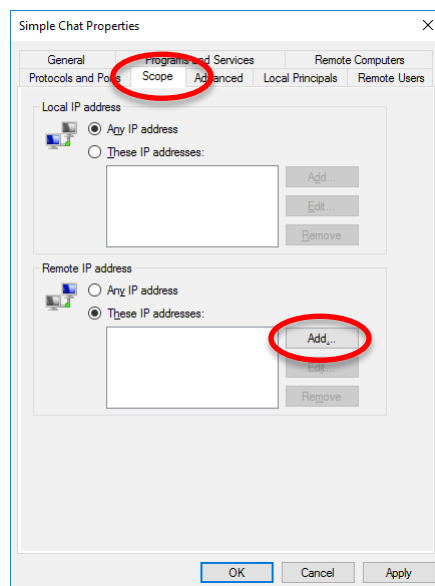 Simple Chat Properties
General Programs and Services Remote Computers
Protocols and Ports Scope Advanced Local Principals Remote Users
Local IP address
Any IP address
These IP addresses:
Add...
Edit...
Remove
Remote IP address
Any IP address
These IP addresses:
Add...
Edit...
Remove
OK Cancel Apply